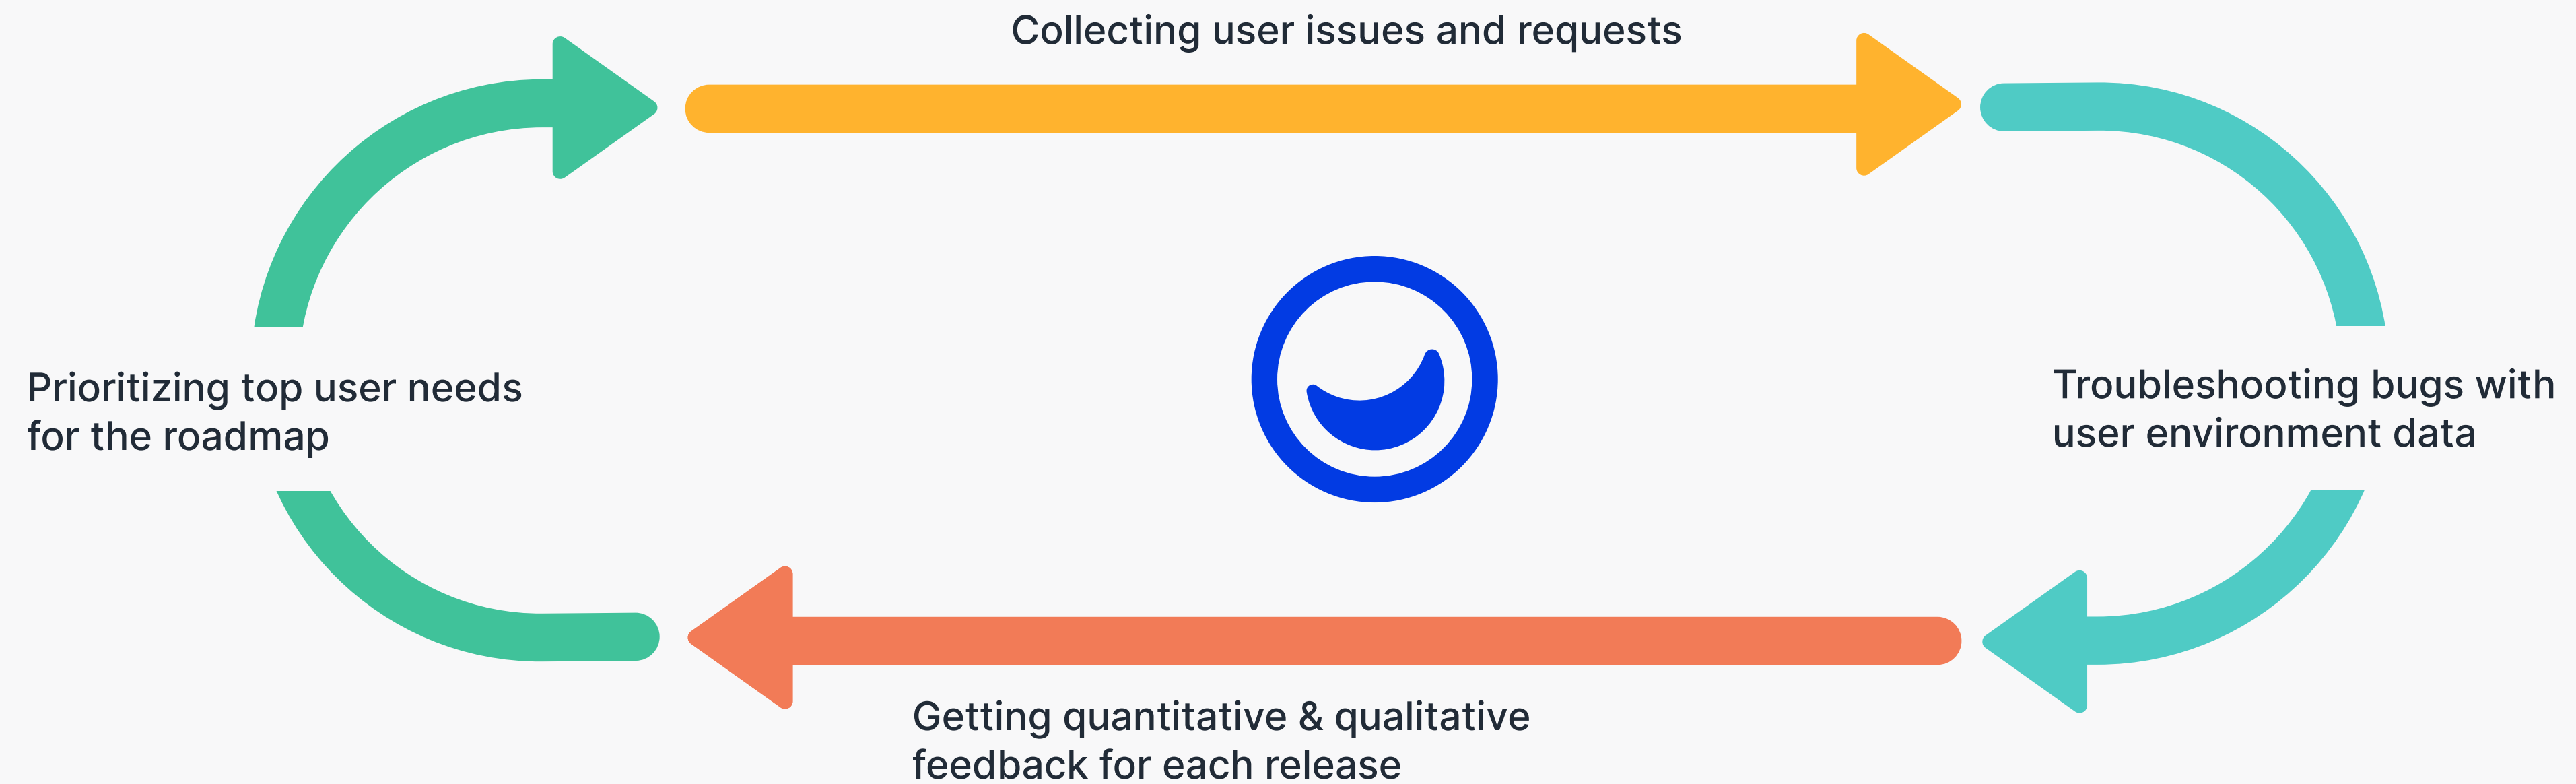 Collecting user issues and requests
Prioritizing top user needs
for the roadmap
Troubleshooting bugs with
user environment data
Getting quantitative & qualitative
feedback for each release